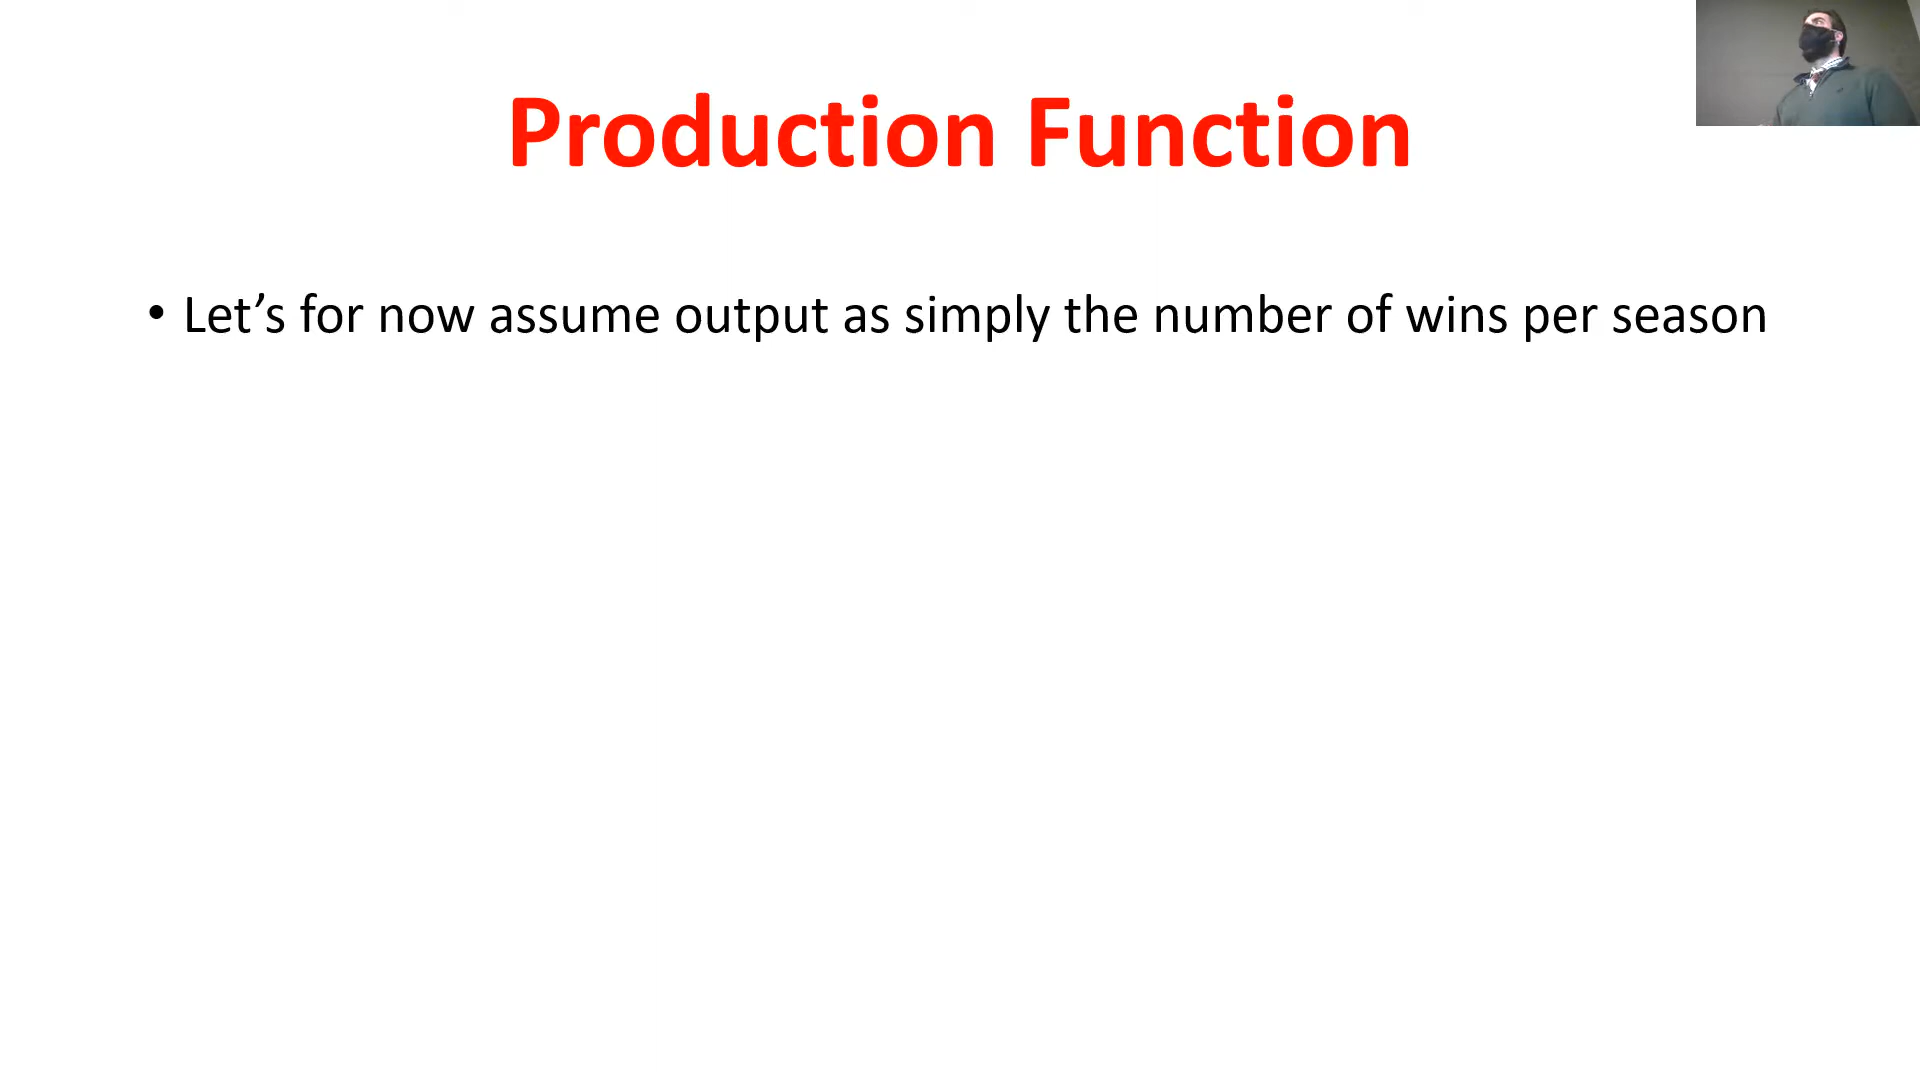 Production Function
• Let’s for now assume output as simply the number of wins per season